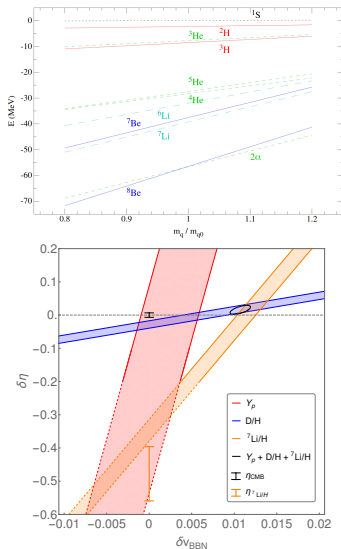 0
-10
-20
-30
-40
-50
-60
-70
E (MeV)
¹S
²H
³He
³H
⁵He
⁴He
⁶Li
⁷Be
⁷Li
⁸Be
2α
0.8
0.9
1
1.1
1.2
m_q / m_q0
0.2
0.1
0
-0.1
-0.2
-0.3
-0.4
-0.5
-0.6
δη
Y_p
D/H
⁷Li/H
Y_p + D/H + ⁷Li/H
η_CMB
η_⁷Li/H
-0.01
-0.005
0
0.005
0.01
0.015
0.02
δv_BBN